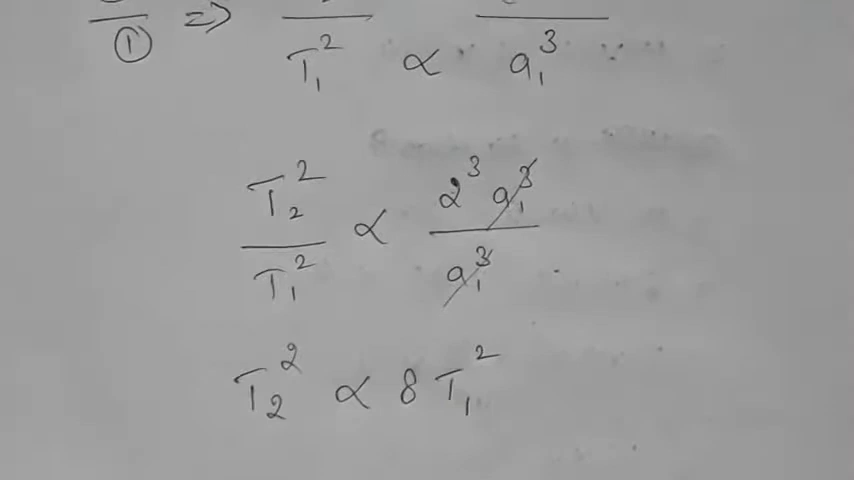 ① => T₁² ∝ a₁³
T₂² / T₁² ∝ 2³ a₁³ / a₁³
T₂² ∝ 8 T₁²